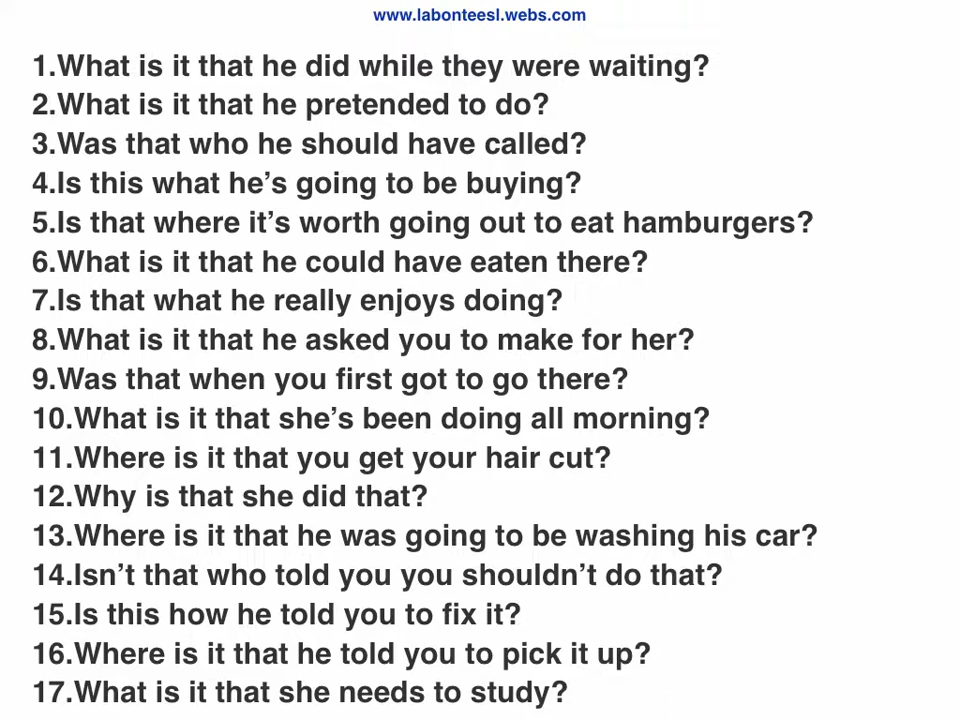 www.labonteesl.webs.com
1.What is it that he did while they were waiting?
2.What is it that he pretended to do?
3.Was that who he should have called?
4.Is this what he’s going to be buying?
5.Is that where it’s worth going out to eat hamburgers?
6.What is it that he could have eaten there?
7.Is that what he really enjoys doing?
8.What is it that he asked you to make for her?
9.Was that when you first got to go there?
10.What is it that she’s been doing all morning?
11.Where is it that you get your hair cut?
12.Why is that she did that?
13.Where is it that he was going to be washing his car?
14.Isn’t that who told you you shouldn’t do that?
15.Is this how he told you to fix it?
16.Where is it that he told you to pick it up?
17.What is it that she needs to study?